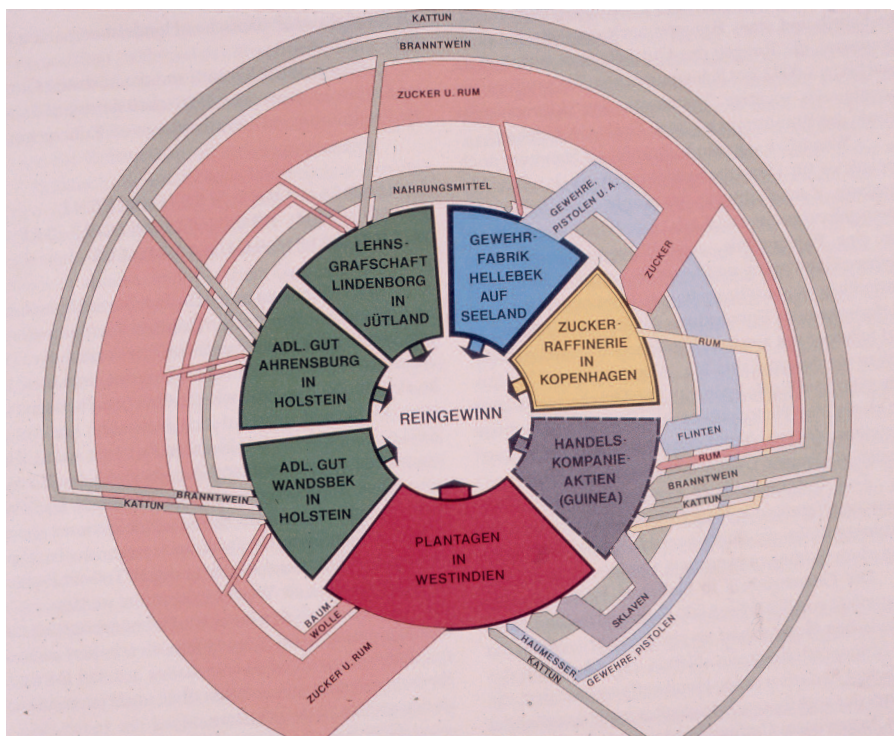 KATTUN
BRANNTWEIN
ZUCKER U. RUM
NAHRUNGSMITTEL
GEWEHRE,
PISTOLEN U. A.
ZUCKER
LEHNS-
GRAFSCHAFT
LINDENBORG
IN
JÜTLAND
GEWEHR-
FABRIK
HELLEBEK
AUF
SEELAND
ZUCKER-
RAFFINERIE
IN
KOPENHAGEN
RUM
ADL. GUT
AHRENSBURG
IN
HOLSTEIN
REINGEWINN
HANDELS-
KOMPANIE-
AKTIEN
(GUINEA)
FLINTEN
RUM
BRANNTWEIN
KATTUN
ADL. GUT
WANDSBEK
IN
HOLSTEIN
BRANNTWEIN
KATTUN
PLANTAGEN
IN
WESTINDIEN
BAUM-
WOLLE
ZUCKER U. RUM
SKLAVEN
HAUMESSER,
GEWEHRE, PISTOLEN
KATTUN